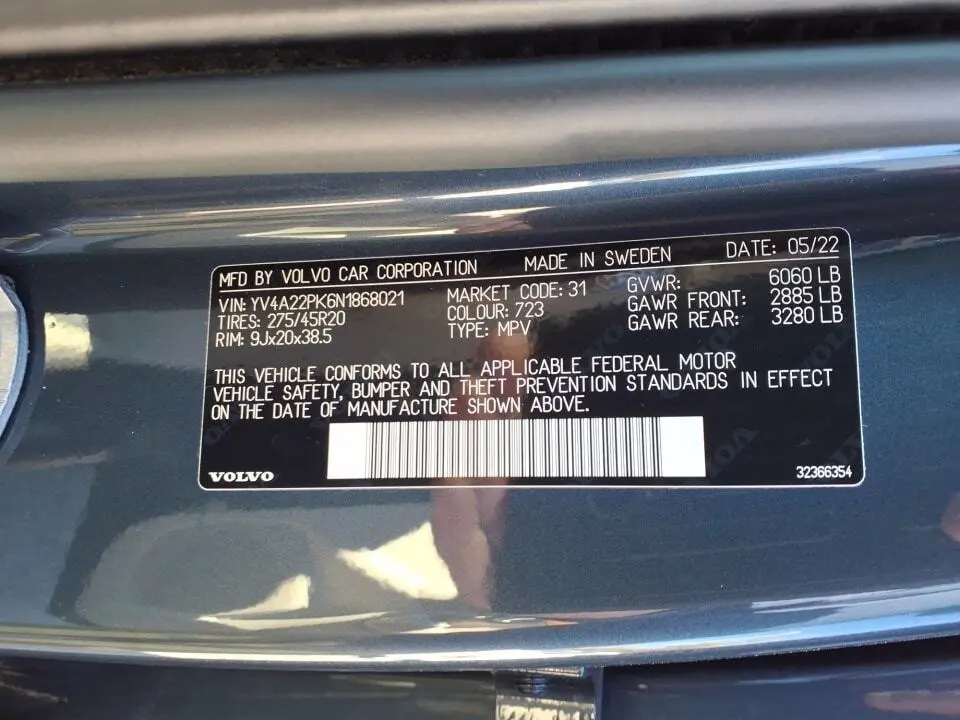 MFD BY VOLVO CAR CORPORATION MADE IN SWEDEN DATE: 05/22
VIN: YV4A22PK6N1868021 MARKET CODE: 31 GVWR: 6060 LB
TIRES: 275/45R20 COLOUR: 723 GAWR FRONT: 2885 LB
RIM: 9Jx20x38.5 TYPE: MPV GAWR REAR: 3280 LB
THIS VEHICLE CONFORMS TO ALL APPLICABLE FEDERAL MOTOR
VEHICLE SAFETY, BUMPER AND THEFT PREVENTION STANDARDS IN EFFECT
ON THE DATE OF MANUFACTURE SHOWN ABOVE.
VOLVO 32366354